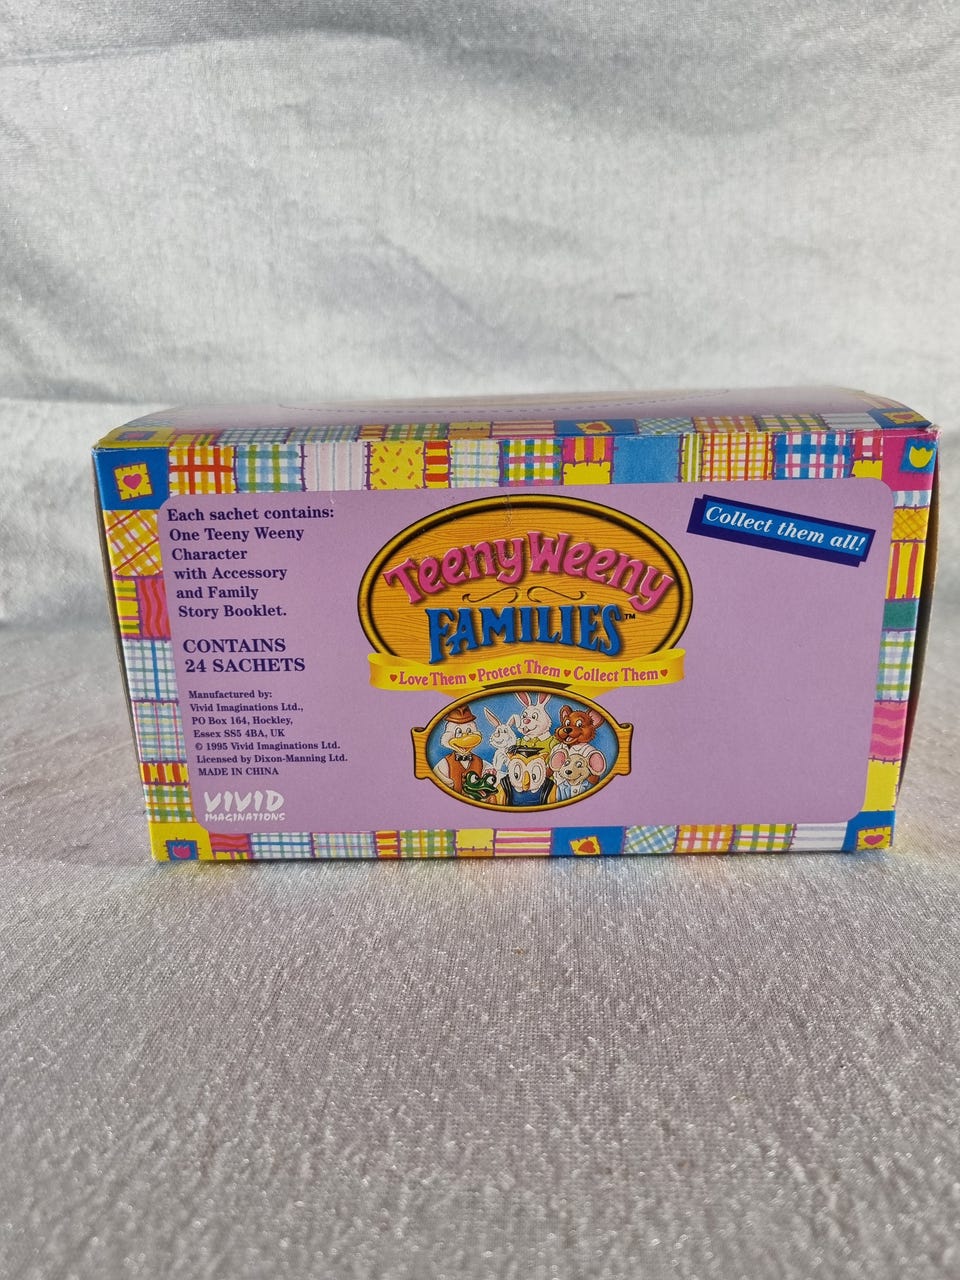 Each sachet contains:
One Teeny Weeny
Character
with Accessory
and Family
Story Booklet.
CONTAINS
24 SACHETS
Manufactured by:
Vivid Imaginations Ltd.,
PO Box 164, Hockley,
Essex SS5 4BA, UK
© 1995 Vivid Imaginations Ltd.
Licensed by Dixon-Manning Ltd.
MADE IN CHINA
VIVID
IMAGINATIONS
Teeny Weeny
FAMILIES™
♥Love Them♥Protect Them♥Collect Them♥
Collect them all!